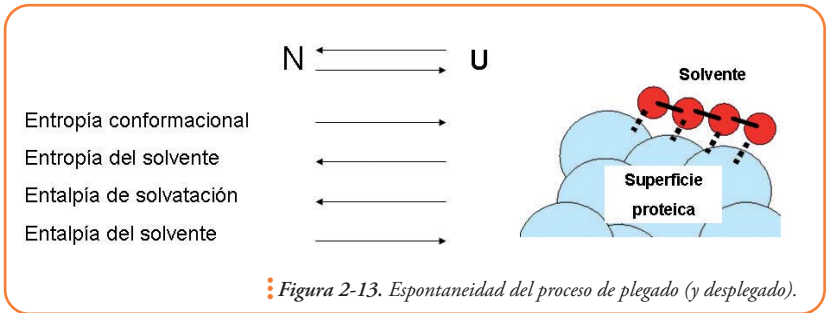 N U
Solvente
Entropía conformacional
Entropía del solvente
Entalpía de solvatación
Entalpía del solvente
Superficie
proteica
Figura 2-13. Espontaneidad del proceso de plegado (y desplegado).